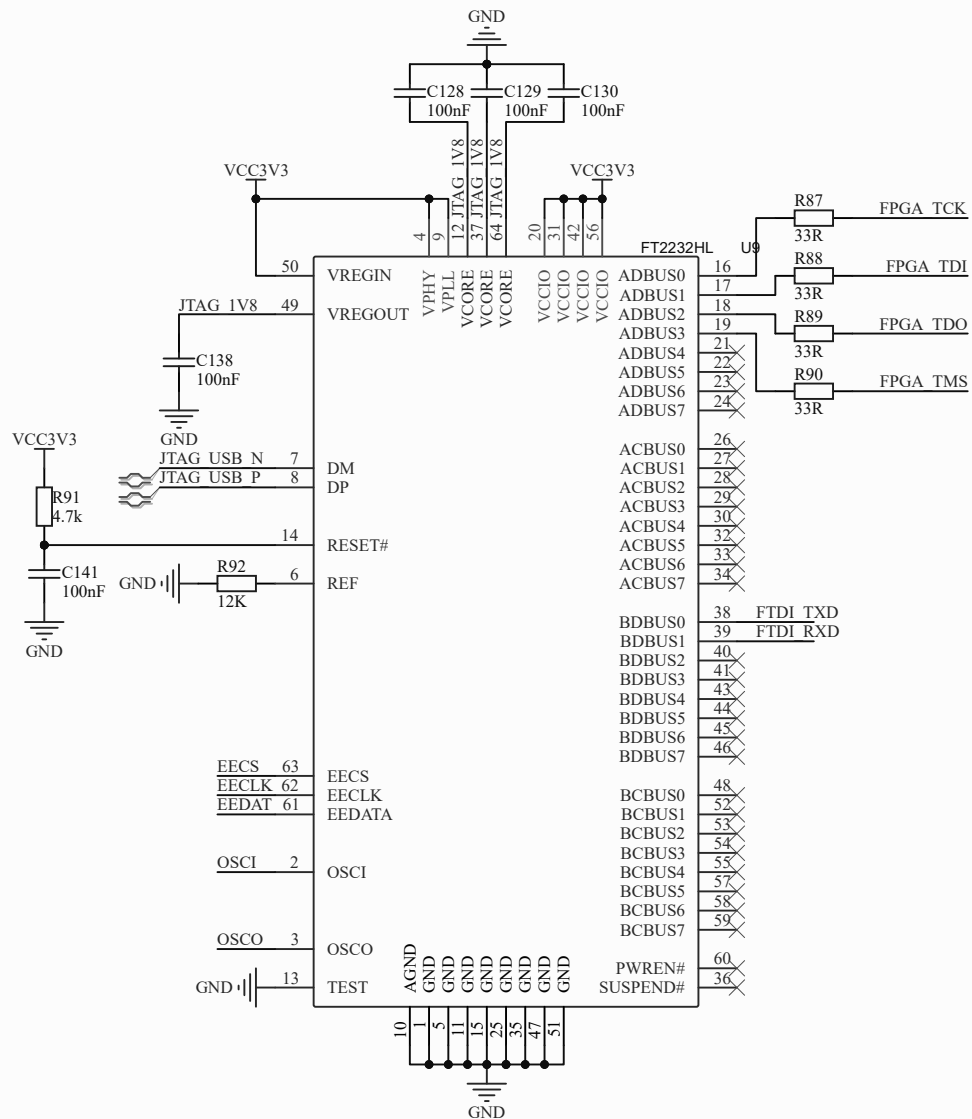 GND
C128
100nF
C129
100nF
C130
100nF
VCC3V3
4
9
12 JTAG_1V8
37 JTAG_1V8
64 JTAG_1V8
VCC3V3
20
31
42
56
FT2232HL
U9
50
VREGIN
JTAG_1V8
49
VREGOUT
C138
100nF
GND
VPHY
VPLL
VCORE
VCORE
VCORE
VCCIO
VCCIO
VCCIO
VCCIO
ADBUS0
16
ADBUS1
17
ADBUS2
18
ADBUS3
19
ADBUS4
21
ADBUS5
22
ADBUS6
23
ADBUS7
24
R87
33R
FPGA_TCK
R88
33R
FPGA_TDI
R89
33R
FPGA_TDO
R90
33R
FPGA_TMS
VCC3V3
R91
4.7k
JTAG_USB_N
7
DM
JTAG_USB_P
8
DP
14
RESET#
C141
100nF
GND
GND
R92
12K
6
REF
ACBUS0
26
ACBUS1
27
ACBUS2
28
ACBUS3
29
ACBUS4
30
ACBUS5
32
ACBUS6
33
ACBUS7
34
BDBUS0
38
FTDI_TXD
BDBUS1
39
FTDI_RXD
BDBUS2
40
BDBUS3
41
BDBUS4
43
BDBUS5
44
BDBUS6
45
BDBUS7
46
EECS
63
EECS
EECLK
62
EECLK
EEDAT
61
EEDATA
OSCI
2
OSCI
OSCO
3
OSCO
GND
13
TEST
BCBUS0
48
BCBUS1
52
BCBUS2
53
BCBUS3
54
BCBUS4
55
BCBUS5
57
BCBUS6
58
BCBUS7
59
PWREN#
60
SUSPEND#
36
AGND
GND
GND
GND
GND
GND
GND
GND
GND
10
1
5
11
15
25
35
47
51
GND